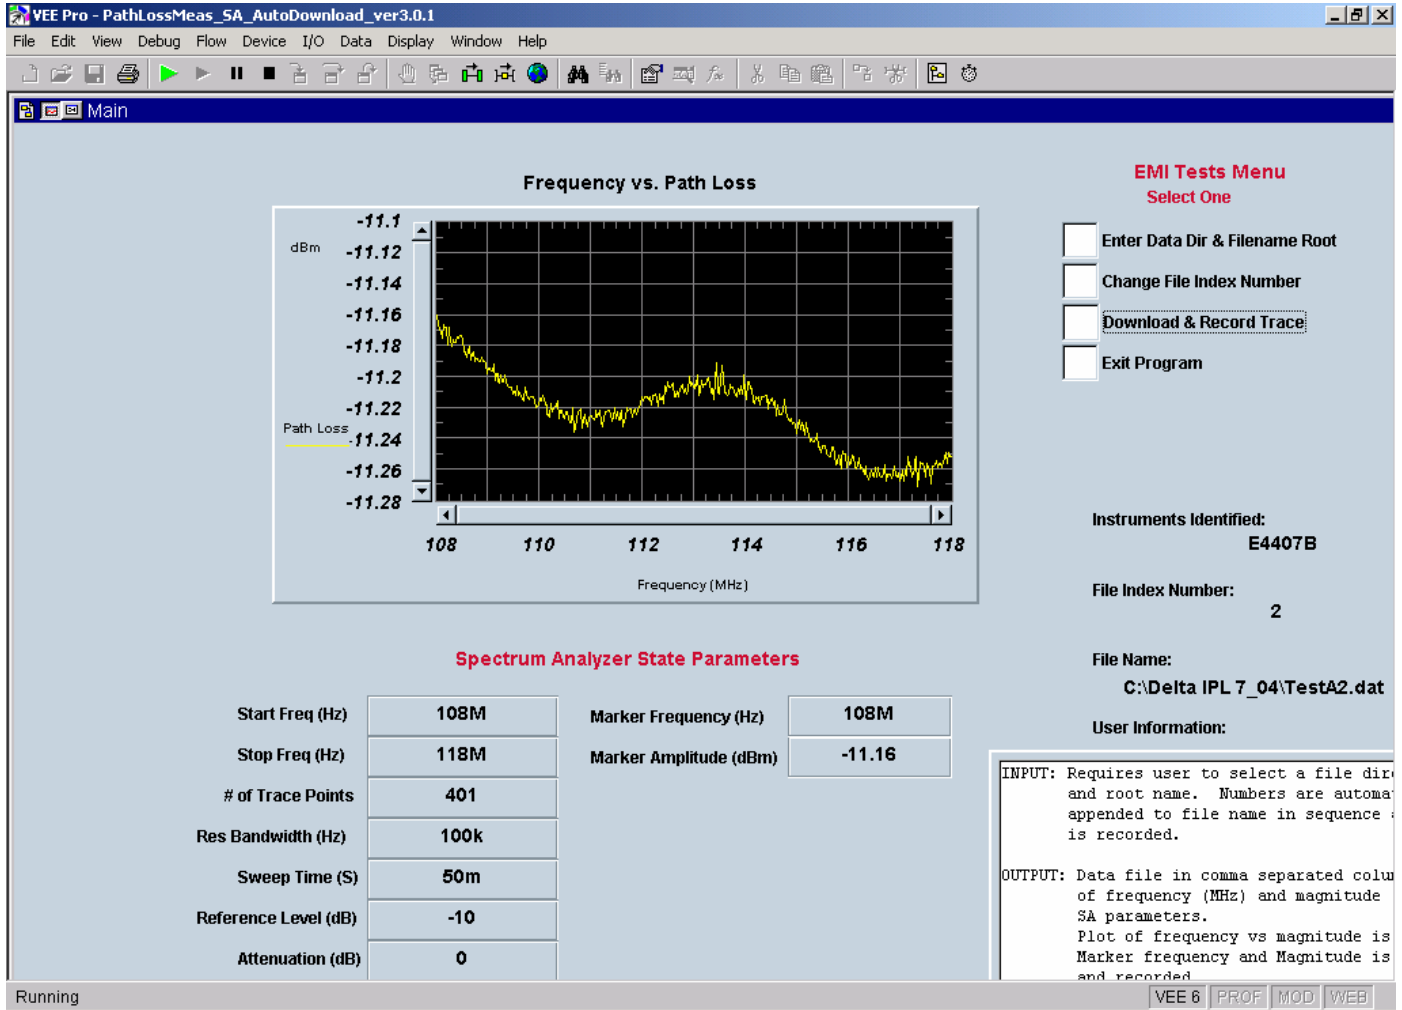 VEE Pro - PathLossMeas_SA_AutoDownload_ver3.0.1
File Edit View Debug Flow Device I/O Data Display Window Help
Main
Frequency vs. Path Loss
dBm
-11.1
-11.12
-11.14
-11.16
-11.18
-11.2
-11.22
-11.24
-11.26
-11.28
Path Loss
108 110 112 114 116 118
Frequency (MHz)
EMI Tests Menu
Select One
Enter Data Dir & Filename Root
Change File Index Number
Download & Record Trace
Exit Program
Instruments Identified:
E4407B
File Index Number:
2
File Name:
C:\Delta IPL 7_04\TestA2.dat
User Information:
Spectrum Analyzer State Parameters
Start Freq (Hz) 108M
Stop Freq (Hz) 118M
# of Trace Points 401
Res Bandwidth (Hz) 100k
Sweep Time (S) 50m
Reference Level (dB) -10
Attenuation (dB) 0
Marker Frequency (Hz) 108M
Marker Amplitude (dBm) -11.16
INPUT: Requires user to select a file dir
and root name. Numbers are automa
appended to file name in sequence
is recorded.
OUTPUT: Data file in comma separated colu
of frequency (MHz) and magnitude
SA parameters.
Plot of frequency vs magnitude is
Marker frequency and Magnitude is
and recorded
Running
VEE 6 PROF MOD WEB